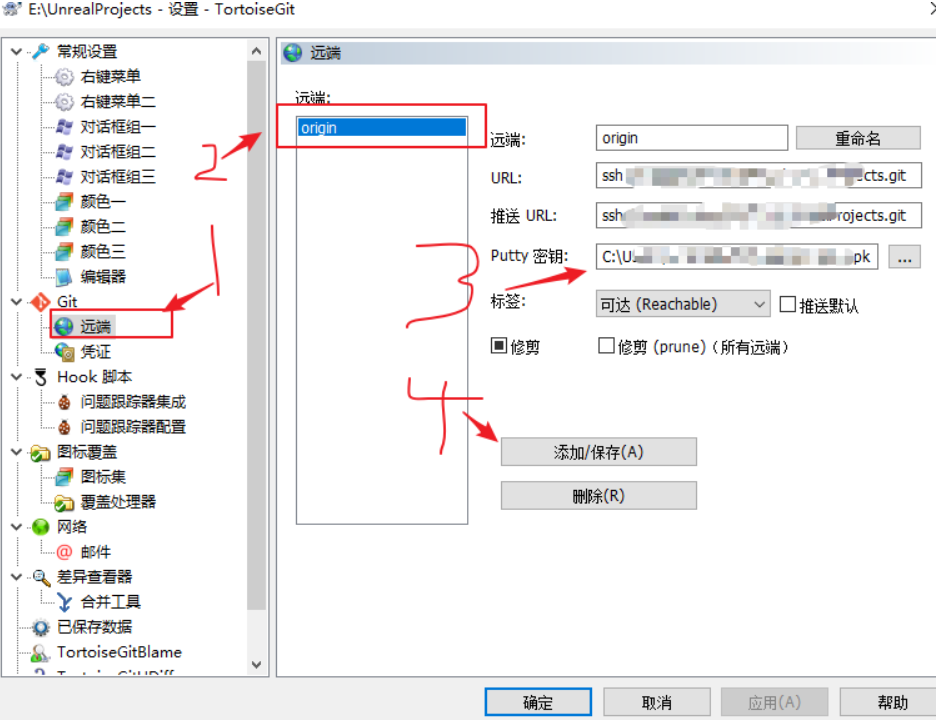 E:\UnrealProjects - 设置 - TortoiseGit
常规设置
右键菜单
右键菜单二
对话框组一
对话框组二
对话框组三
颜色一
颜色二
颜色三
编辑器
Git
远端
凭证
Hook 脚本
问题跟踪器集成
问题跟踪器配置
图标覆盖
图标集
覆盖处理器
网络
邮件
差异查看器
合并工具
已保存数据
TortoiseGitBlame
1
2
3
4
远端
远端:
origin
远端:
origin
重命名
URL:
ssh
cts.git
推送 URL:
ssh
rojects.git
Putty 密钥:
C:\U
pk
...
标签:
可达 (Reachable)
推送默认
修剪
修剪 (prune)（所有远端）
添加/保存(A)
删除(R)
确定
取消
应用(A)
帮助